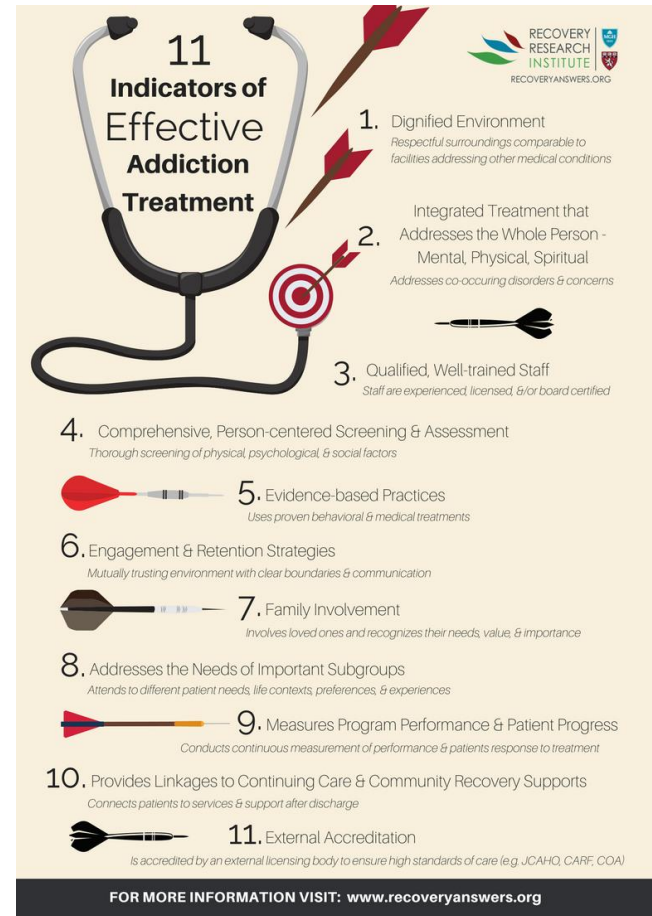 11
Indicators of
Effective
Addiction
Treatment
RECOVERY
RESEARCH
INSTITUTE
RECOVERYANSWERS.ORG
1. Dignified Environment
Respectful surroundings comparable to
facilities addressing other medical conditions
Integrated Treatment that
2. Addresses the Whole Person -
Mental, Physical, Spiritual
Addresses co-occuring disorders & concerns
3. Qualified, Well-trained Staff
Staff are experienced, licensed, &/or board certified
4. Comprehensive, Person-centered Screening & Assessment
Thorough screening of physical, psychological, & social factors
5. Evidence-based Practices
Uses proven behavioral & medical treatments
6. Engagement & Retention Strategies
Mutually trusting environment with clear boundaries & communication
7. Family Involvement
Involves loved ones and recognizes their needs, value, & importance
8. Addresses the Needs of Important Subgroups
Attends to different patient needs, life contexts, preferences, & experiences
9. Measures Program Performance & Patient Progress
Conducts continuous measurement of performance & patients response to treatment
10. Provides Linkages to Continuing Care & Community Recovery Supports
Connects patients to services & support after discharge
11. External Accreditation
Is accredited by an external licensing body to ensure high standards of care (e.g. JCAHO, CARF, COA)
FOR MORE INFORMATION VISIT: www.recoveryanswers.org